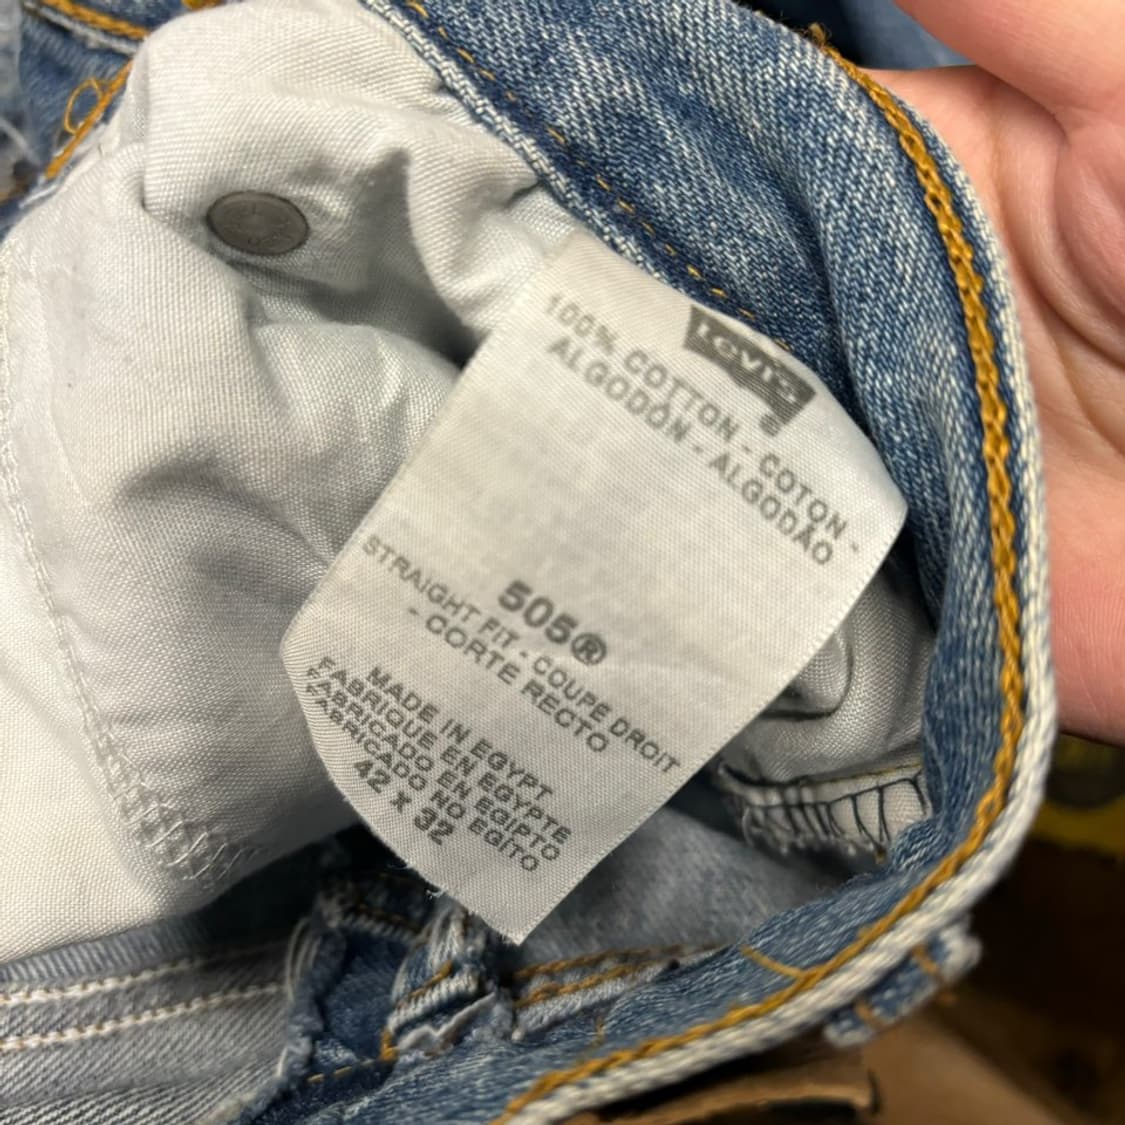 LEVI'S
100% COTTON - COTON -
ALGODÓN - ALGODÃO
505®
STRAIGHT FIT - COUPE DROIT
- CORTE RECTO
MADE IN EGYPT
FABRIQUE EN EGYPTE
FABRICADO EN EGIPTO
FABRICADO NO EGITO
42 X 32